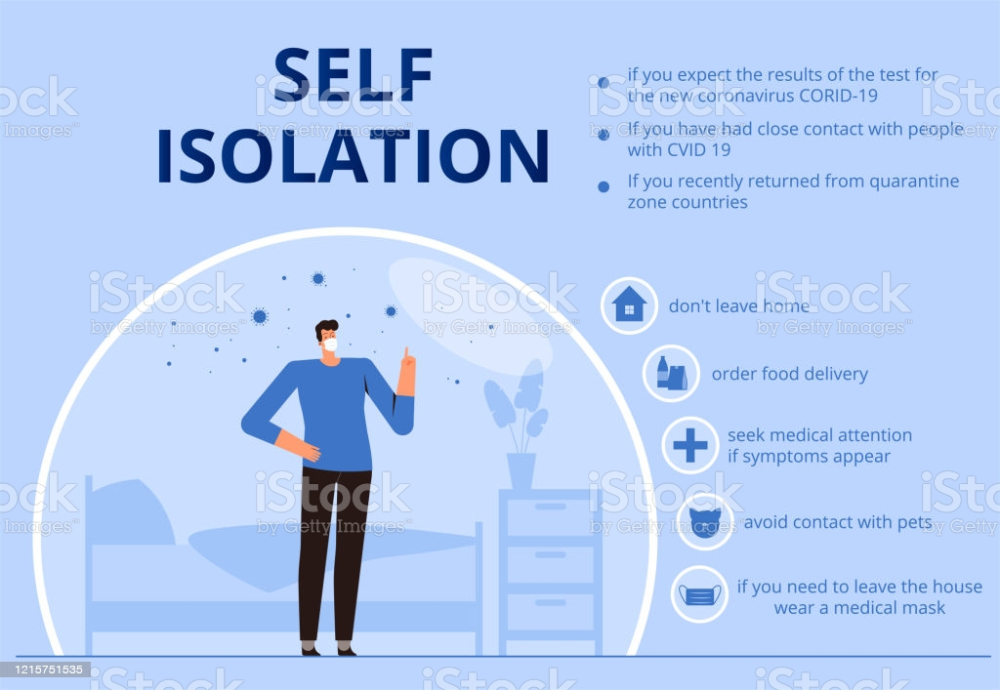 SELF
ISOLATION
if you expect the results of the test for
the new coronavirus CORID-19
If you have had close contact with people
with CVID 19
If you recently returned from quarantine
zone countries
don't leave home
order food delivery
seek medical attention
if symptoms appear
avoid contact with pets
if you need to leave the house
wear a medical mask
iStock
by Getty Images™
1215751535